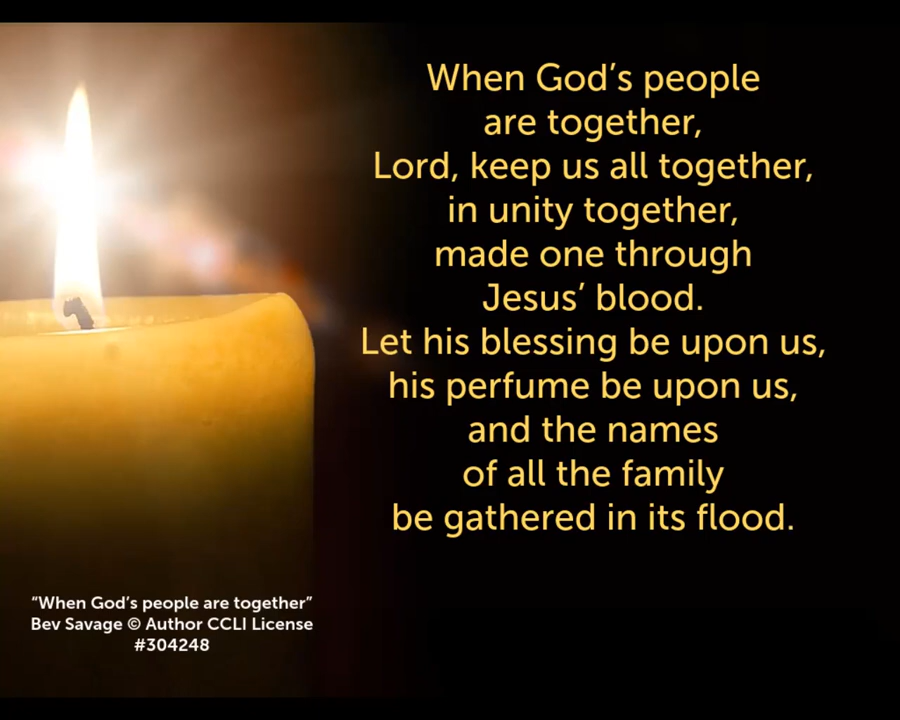 When God’s people
are together,
Lord, keep us all together,
in unity together,
made one through
Jesus’ blood.
Let his blessing be upon us,
his perfume be upon us,
and the names
of all the family
be gathered in its flood.
“When God’s people are together”
Bev Savage © Author CCLI License
#304248